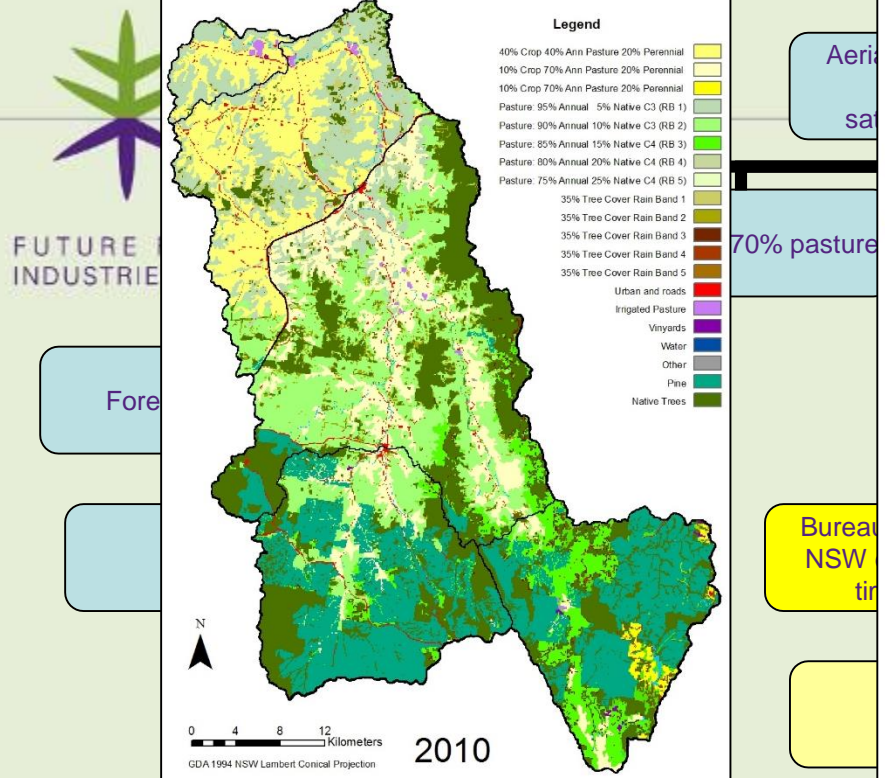 FUTURE
INDUSTRIE
Fore
Legend
40% Crop 40% Ann Pasture 20% Perennial
10% Crop 70% Ann Pasture 20% Perennial
10% Crop 70% Ann Pasture 20% Perennial
Pasture: 95% Annual 5% Native C3 (RB 1)
Pasture: 90% Annual 10% Native C3 (RB 2)
Pasture: 85% Annual 15% Native C4 (RB 3)
Pasture: 80% Annual 20% Native C4 (RB 4)
Pasture: 75% Annual 25% Native C4 (RB 5)
35% Tree Cover Rain Band 1
35% Tree Cover Rain Band 2
35% Tree Cover Rain Band 3
35% Tree Cover Rain Band 4
35% Tree Cover Rain Band 5
Urban and roads
Irrigated Pasture
Vinyards
Water
Other
Pine
Native Trees
N
0 4 8 12
Kilometers
GDA 1994 NSW Lambert Conical Projection
2010
Aeria
sat
70% pasture
Bureau
NSW
tir